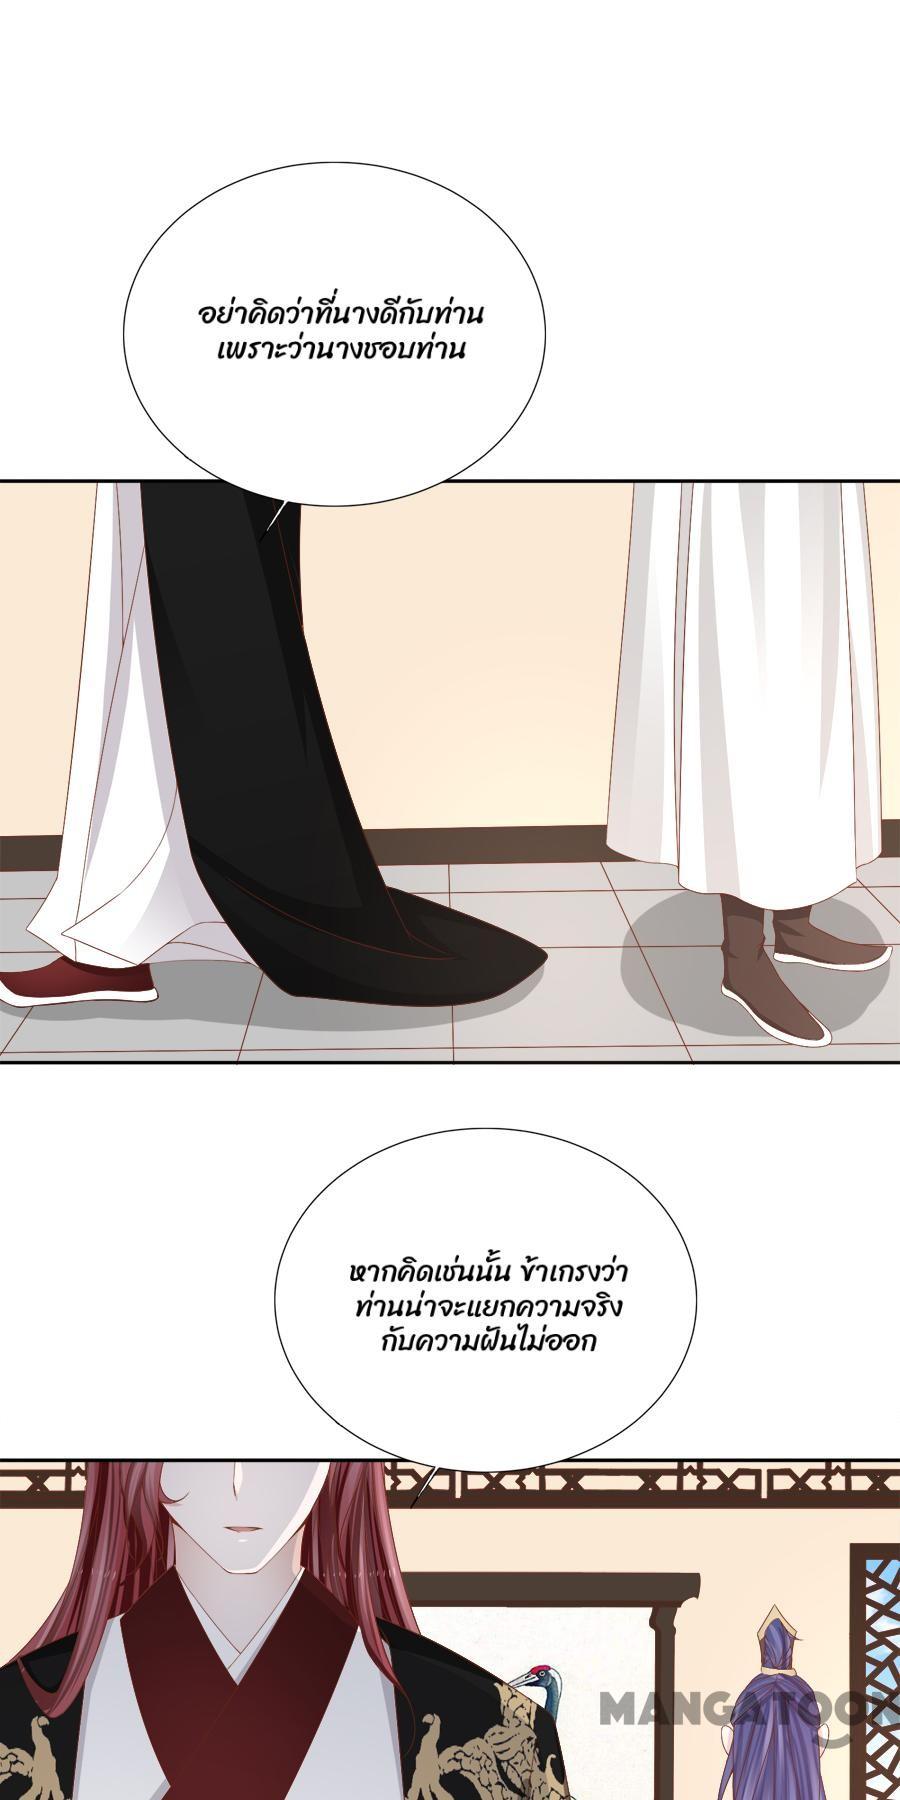 อย่าคิดว่าที่นางดีกับท่าน
เพราะว่านางชอบท่าน
หากคิดเช่นนั้น ข้าเกรงว่า
ท่านน่าจะแยกความจริง
กับความฝันไม่ออก
MANGATOON